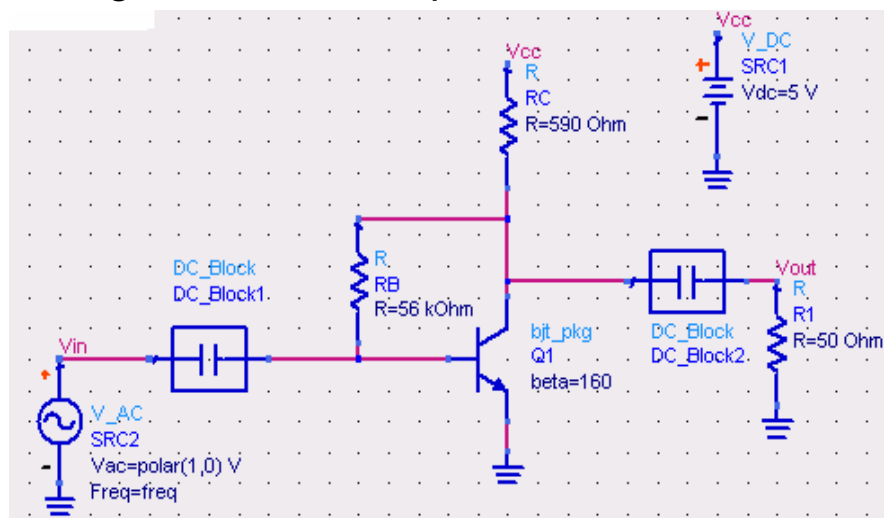 Vcc
R
RC
R=590 Ohm
Vcc
V_DC
SRC1
Vdc=5 V
+
-
DC_Block
DC_Block1
R
RB
R=56 kOhm
Vin
+
V_AC
SRC2
-
Vac=polar(1,0) V
Freq=freq
bjt_pkg
Q1
beta=160
DC_Block
DC_Block2
Vout
R
R1
R=50 Ohm